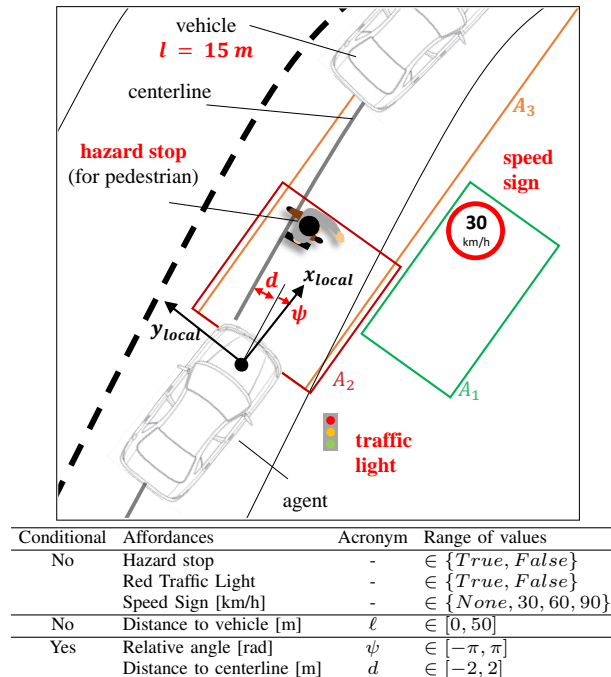 vehicle
l = 15 m
centerline
A3
hazard stop
(for pedestrian)
speed
sign
30
km/h
d
x_local
ψ
y_local
A2
A1
traffic
light
agent
Conditional Affordances Acronym Range of values
No Hazard stop - ∈ {True, False}
Red Traffic Light - ∈ {True, False}
Speed Sign [km/h] - ∈ {None, 30, 60, 90}
No Distance to vehicle [m] ℓ ∈ [0, 50]
Yes Relative angle [rad] ψ ∈ [−π, π]
Distance to centerline [m] d ∈ [−2, 2]